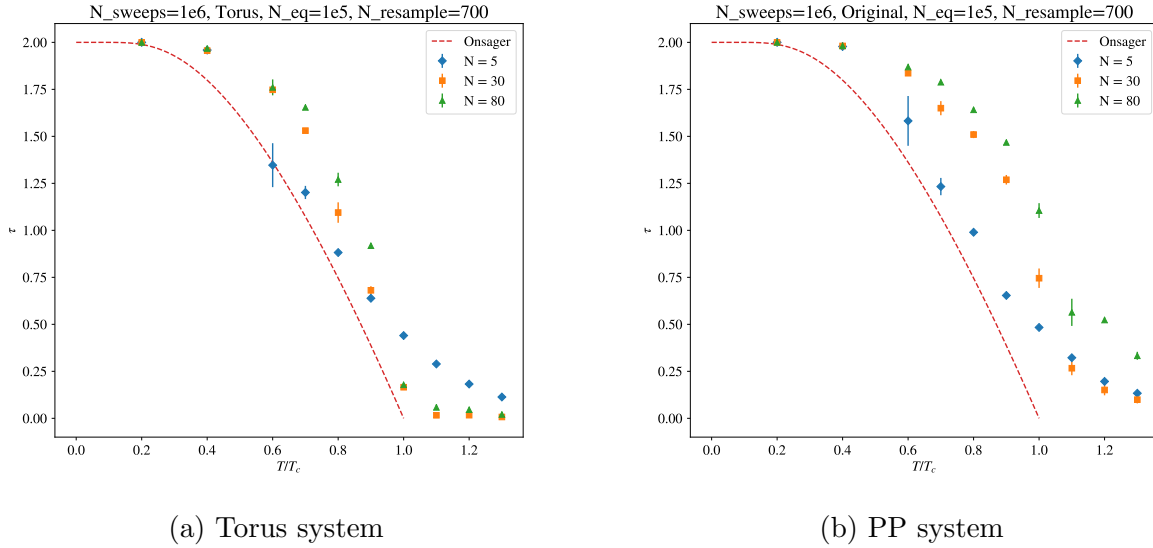 N_sweeps=1e6, Torus, N_eq=1e5, N_resample=700
2.00
1.75
1.50
1.25
1.00
0.75
0.50
0.25
0.00
τ
Onsager
N = 5
N = 30
N = 80
0.0 0.2 0.4 0.6 0.8 1.0 1.2
T/T_c
(a) Torus system
N_sweeps=1e6, Original, N_eq=1e5, N_resample=700
2.00
1.75
1.50
1.25
1.00
0.75
0.50
0.25
0.00
τ
Onsager
N = 5
N = 30
N = 80
0.0 0.2 0.4 0.6 0.8 1.0 1.2
T/T_c
(b) PP system